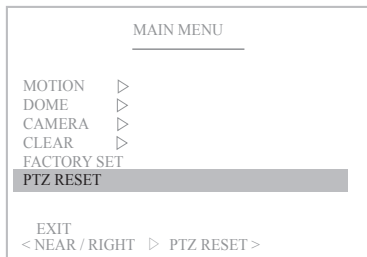 MAIN MENU
MOTION ▷
DOME ▷
CAMERA ▷
CLEAR ▷
FACTORY SET
PTZ RESET
EXIT
< NEAR / RIGHT ▷ PTZ RESET >